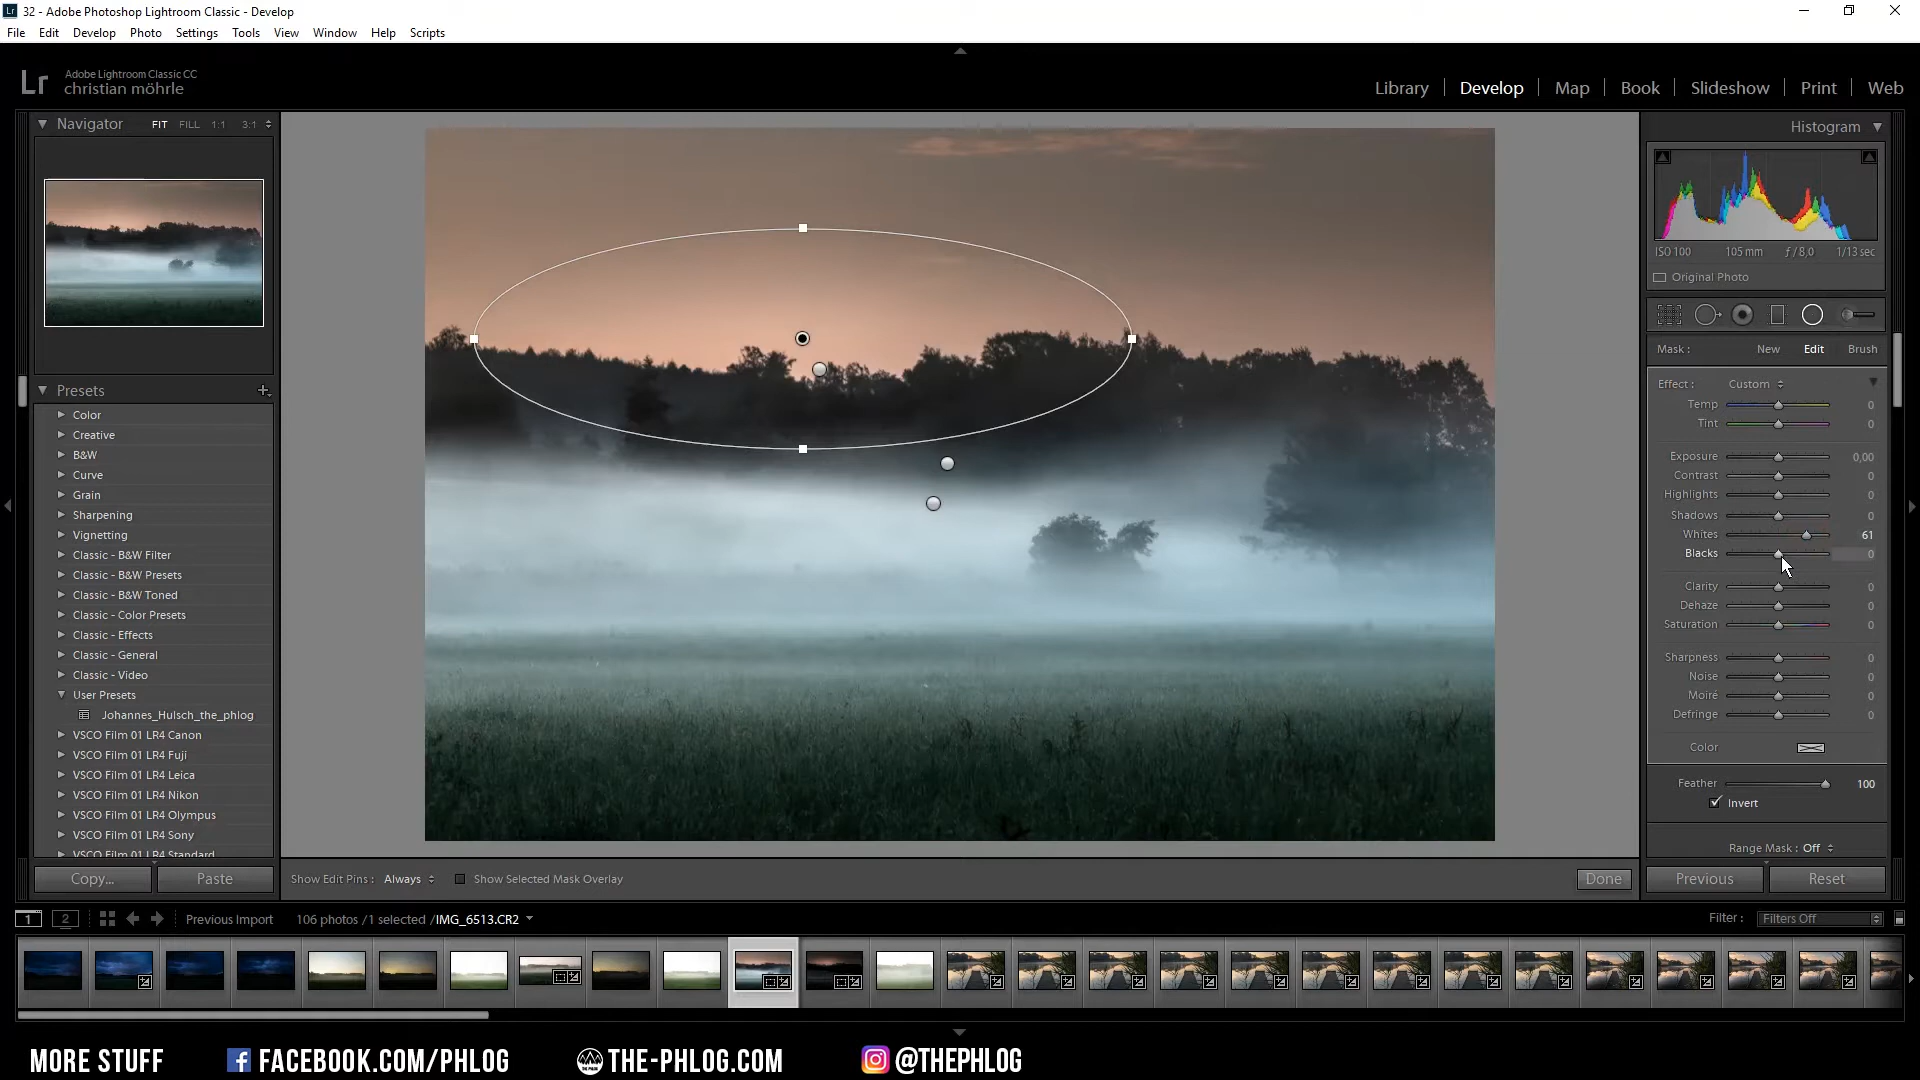 32 - Adobe Photoshop Lightroom Classic - Develop
File Edit Develop Photo Settings Tools View Window Help Scripts
Lr Adobe Lightroom Classic CC
christian möhrle
Library Develop Map Book Slideshow Print Web
Navigator FIT FILL 1:1 3:1
Histogram
ISO 100 105 mm ƒ / 8,0 1/13 sec
Original Photo
Mask : New Edit Brush
Effect : Custom
Temp 0
Tint 0
Exposure 0,00
Contrast 0
Highlights 0
Shadows 0
Whites 61
Blacks 0
Clarity 0
Dehaze 0
Saturation 0
Sharpness 0
Noise 0
Moiré 0
Defringe 0
Color
Feather 100
Invert
Range Mask : Off
Previous Reset
Presets
Color
Creative
B&W
Curve
Grain
Sharpening
Vignetting
Classic - B&W Filter
Classic - B&W Presets
Classic - B&W Toned
Classic - Color Presets
Classic - Effects
Classic - General
Classic - Video
User Presets
Johannes_Hulsch_the_phlog
VSCO Film 01 LR4 Canon
VSCO Film 01 LR4 Fuji
VSCO Film 01 LR4 Leica
VSCO Film 01 LR4 Nikon
VSCO Film 01 LR4 Olympus
VSCO Film 01 LR4 Sony
VSCO Film 01 LR4 Standard
Copy... Paste
Show Edit Pins : Always Show Selected Mask Overlay Done
1 2 Previous Import 106 photos / 1 selected / IMG_6513.CR2 Filter : Filters Off
MORE STUFF FACEBOOK.COM/PHLOG THE-PHLOG.COM @THEPHLOG